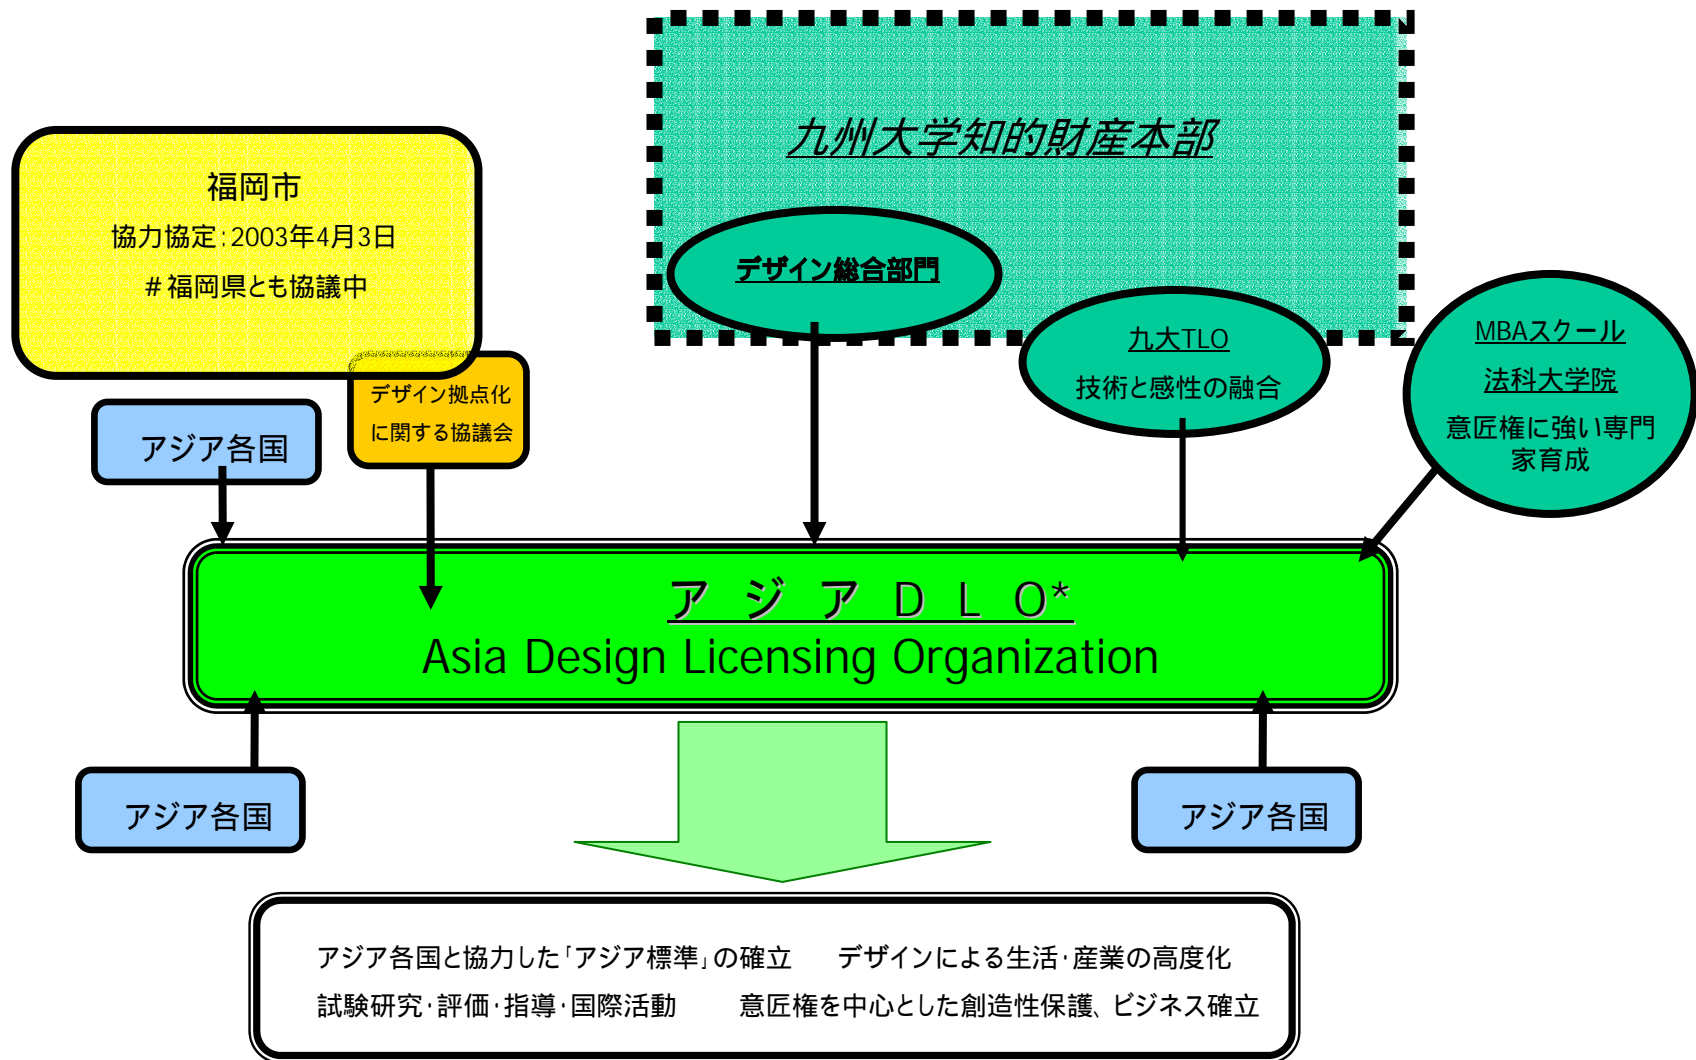 九州大学知的財産本部
福岡市
協力協定:2003年4月3日
#福岡県とも協議中
デザイン総合部門
九大TLO
技術と感性の融合
MBAスクール
法科大学院
意匠権に強い専門
家育成
デザイン拠点化
に関する協議会
アジア各国
アジアDLO*
Asia Design Licensing Organization
アジア各国
アジア各国
アジア各国と協力した「アジア標準」の確立 デザインによる生活・産業の高度化
試験研究・評価・指導・国際活動 意匠権を中心とした創造性保護、ビジネス確立